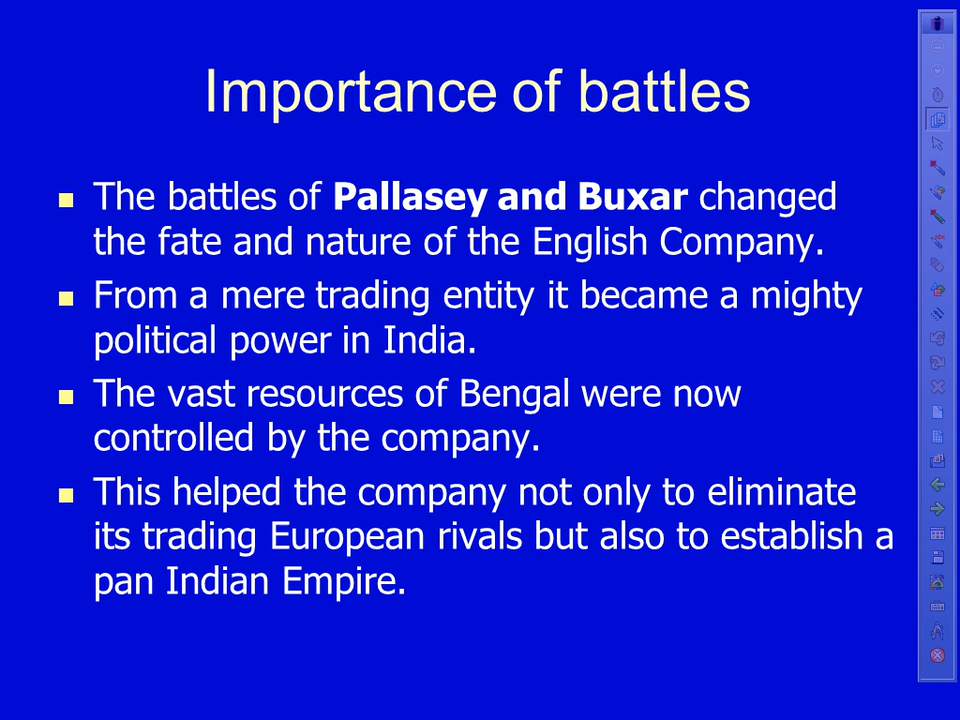 Importance of battles
The battles of Pallasey and Buxar changed
the fate and nature of the English Company.
From a mere trading entity it became a mighty
political power in India.
The vast resources of Bengal were now
controlled by the company.
This helped the company not only to eliminate
its trading European rivals but also to establish a
pan Indian Empire.